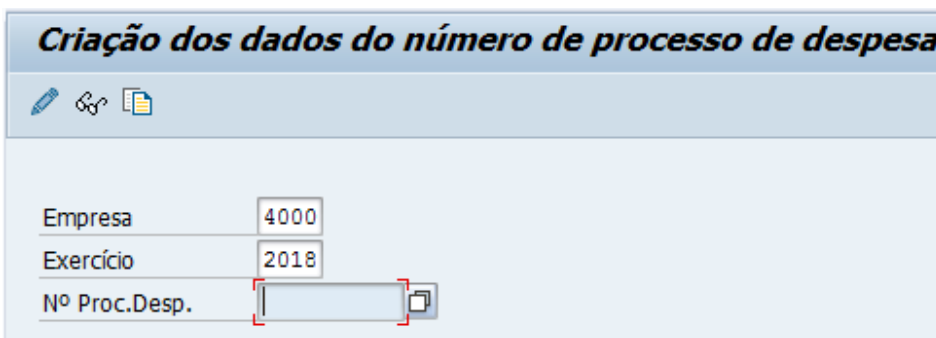 Criação dos dados do número de processo de despesa
Empresa 4000
Exercício 2018
Nº Proc.Desp.